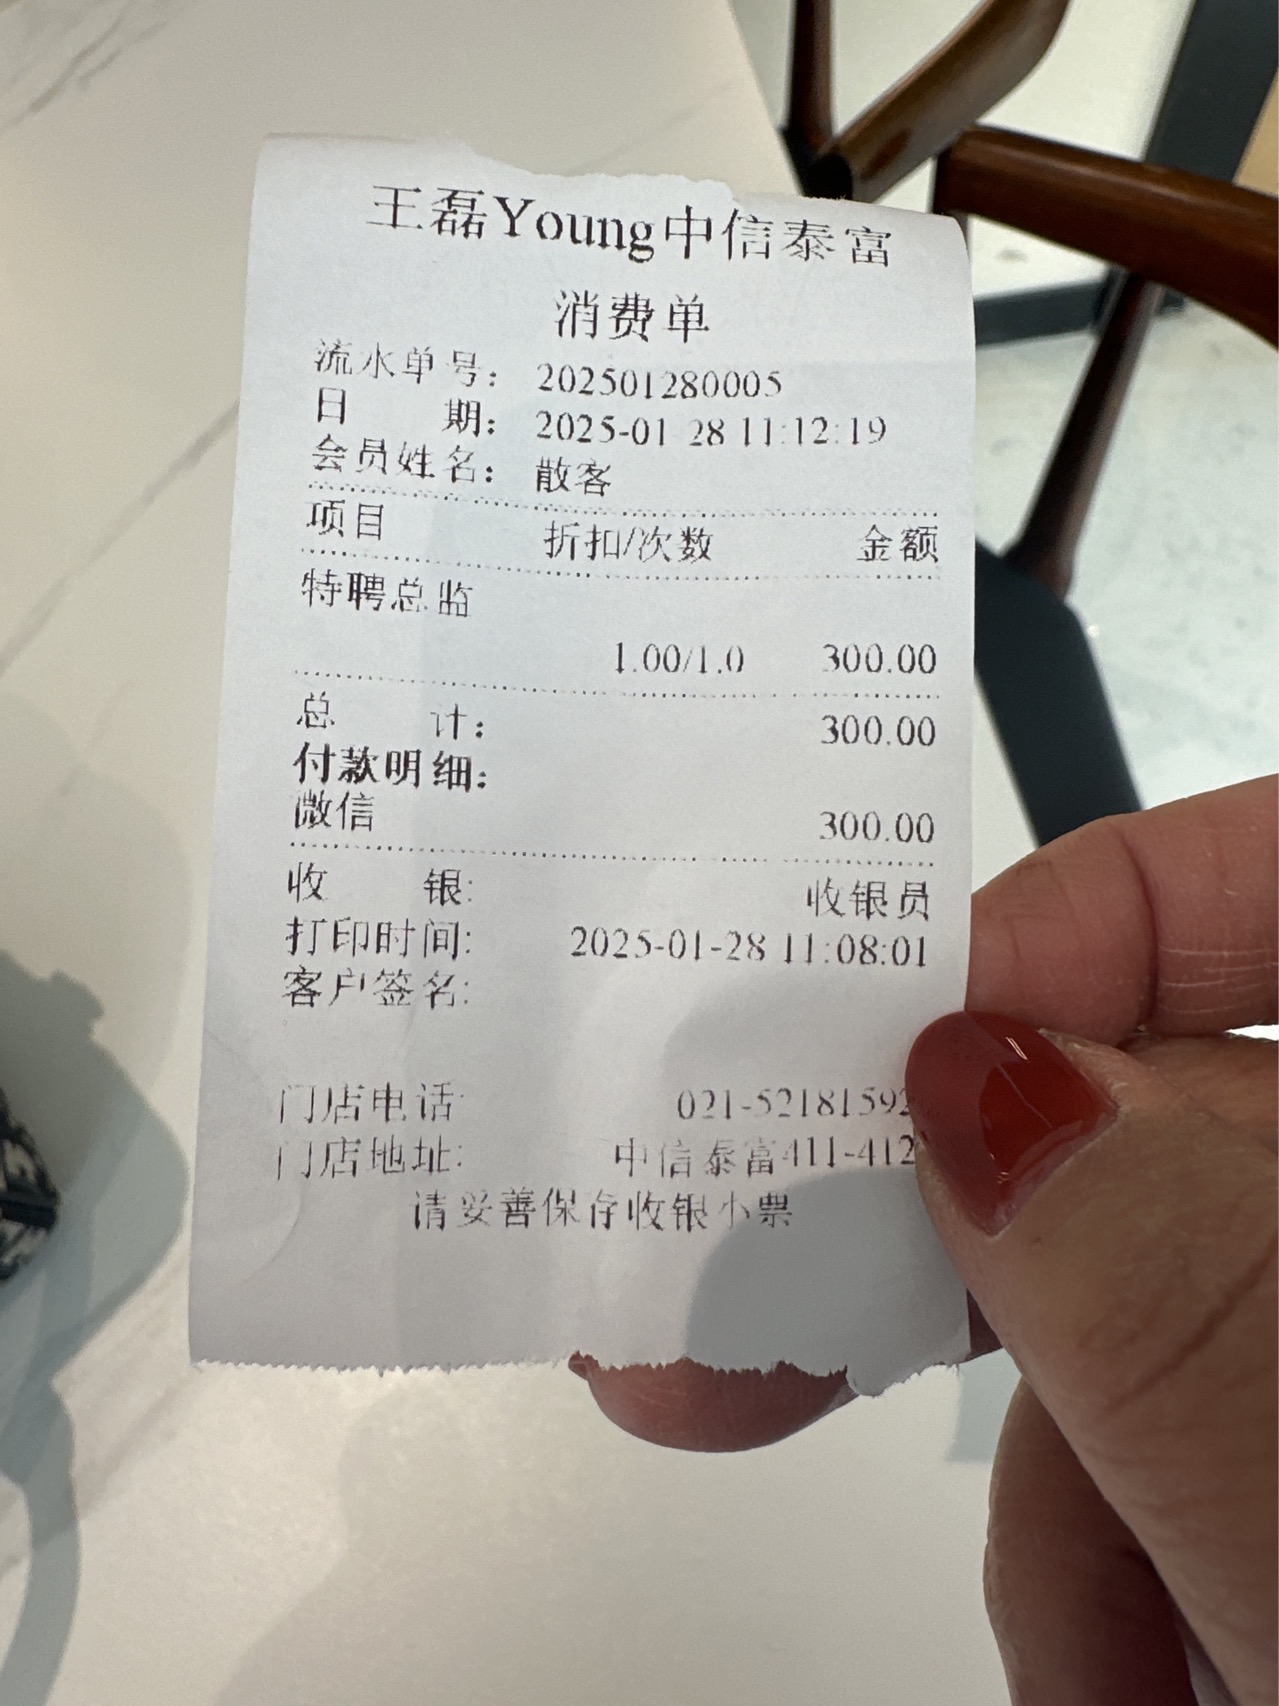 王磊Young中信泰富
消费单
流水单号： 202501280005
日 期： 2025-01-28 11:12:19
会员姓名： 散客
项目 折扣/次数 金额
特聘总监
1.00/1.0 300.00
总 计： 300.00
付款明细：
微信 300.00
收 银: 收银员
打印时间: 2025-01-28 11:08:01
客户签名:
门店电话: 021-52181592
门店地址: 中信泰富411-412
请妥善保存收银小票